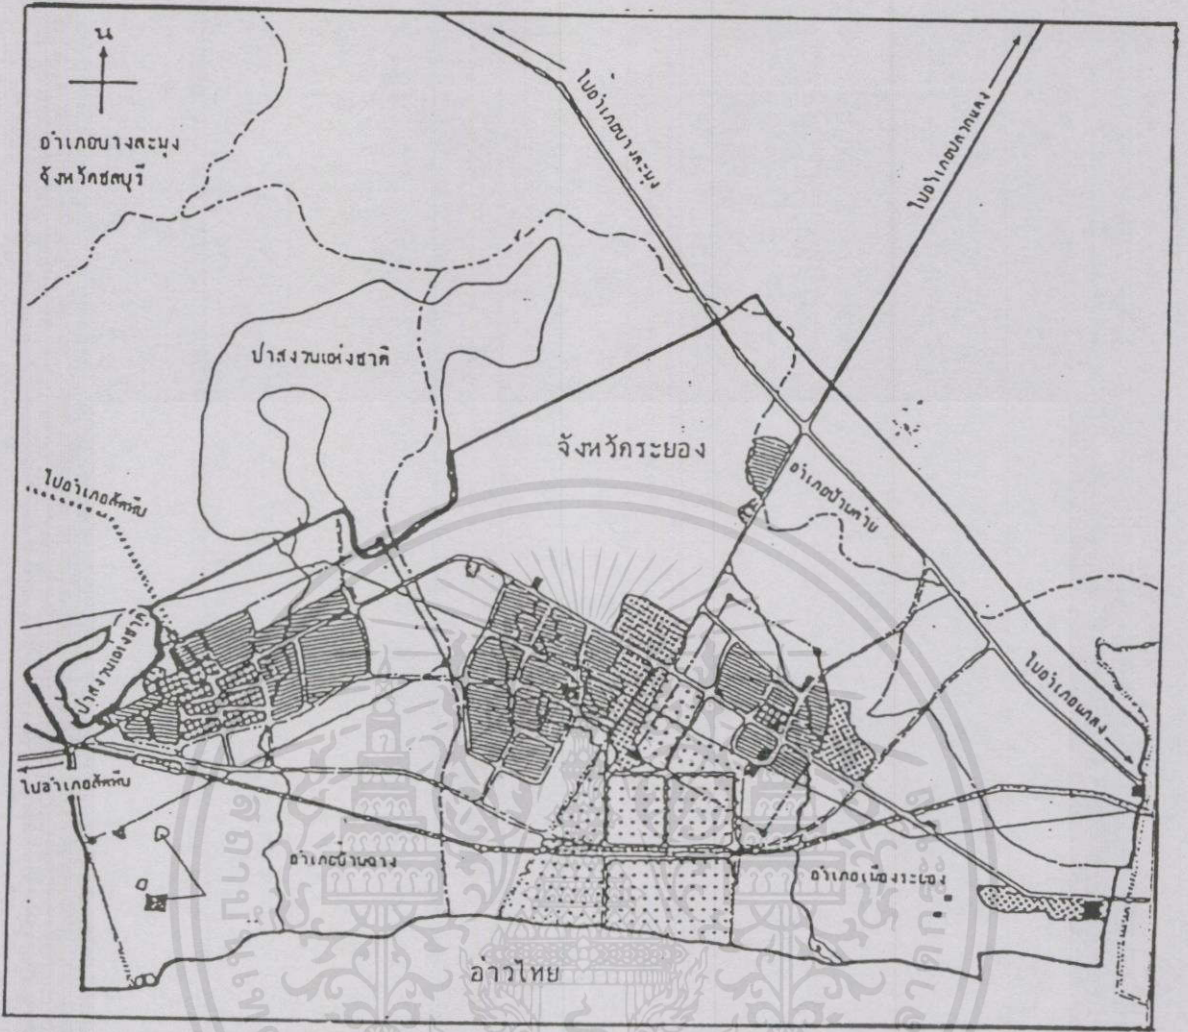 น
อำเภอบางละมุง
จังหวัดชลบุรี
ไปอำเภอบางละมุง
ไปอำเภอปลวกแดง
ป่าสงวนแห่งชาติ
จังหวัดระยอง
อำเภอบ้านค่าย
ไปอำเภอสัตหีบ
ป่าสงวนแห่งชาติ
ไปอำเภอแกลง
ไปอำเภอสัตหีบ
อำเภอบ้านฉาง
อำเภอเมืองระยอง
อ่าวไทย